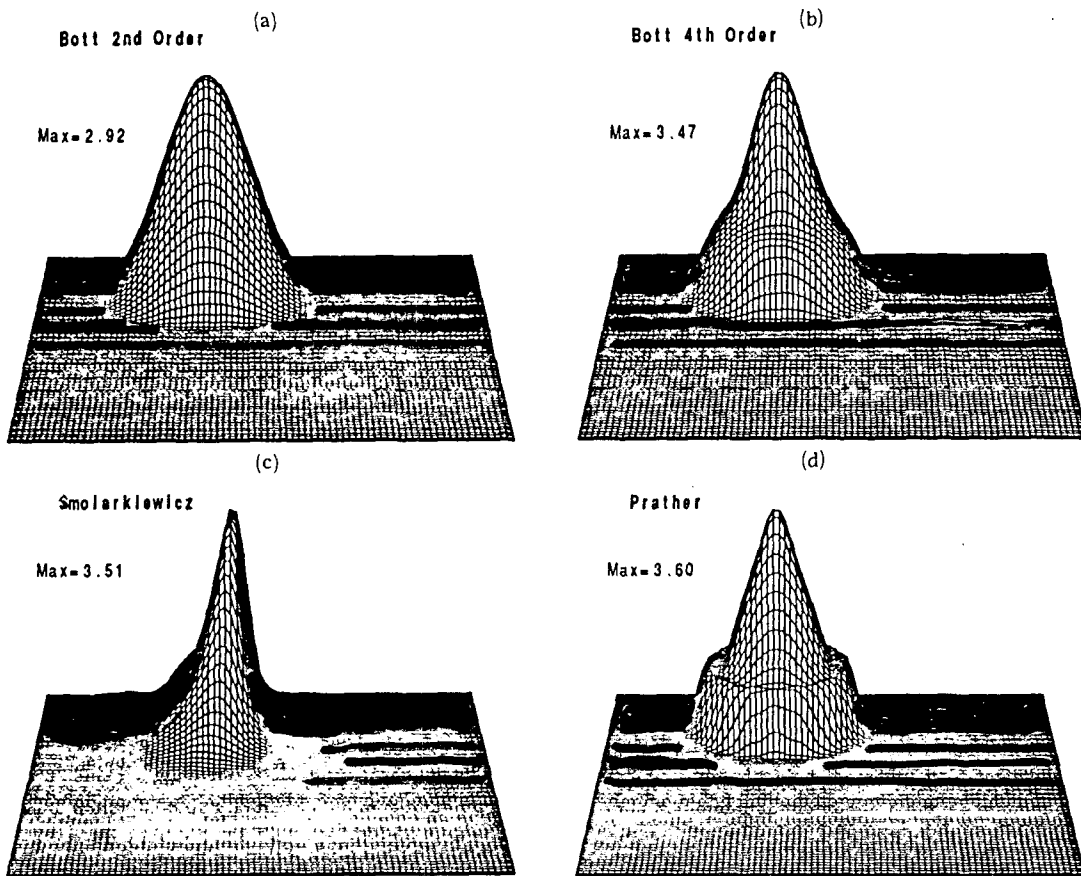 (a)
Bott 2nd Order
Max=2.92
(b)
Bott 4th Order
Max=3.47
(c)
Smolarkiewicz
Max=3.51
(d)
Prather
Max=3.60